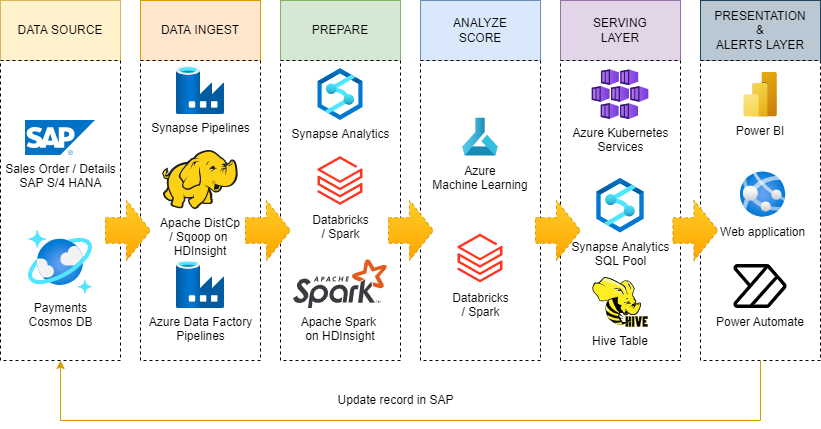 DATA SOURCE
SAP
Sales Order / Details
SAP S/4 HANA
Payments
Cosmos DB
DATA INGEST
Synapse Pipelines
Apache DistCp
/ Sqoop on
HDInsight
Azure Data Factory
Pipelines
PREPARE
Synapse Analytics
Databricks
/ Spark
APACHE
Spark
Apache Spark
on HDInsight
ANALYZE
SCORE
Azure
Machine Learning
Databricks
/ Spark
SERVING
LAYER
Azure Kubernetes
Services
Synapse Analytics
SQL Pool
HIVE
Hive Table
PRESENTATION
&
ALERTS LAYER
Power BI
Web application
Power Automate
Update record in SAP